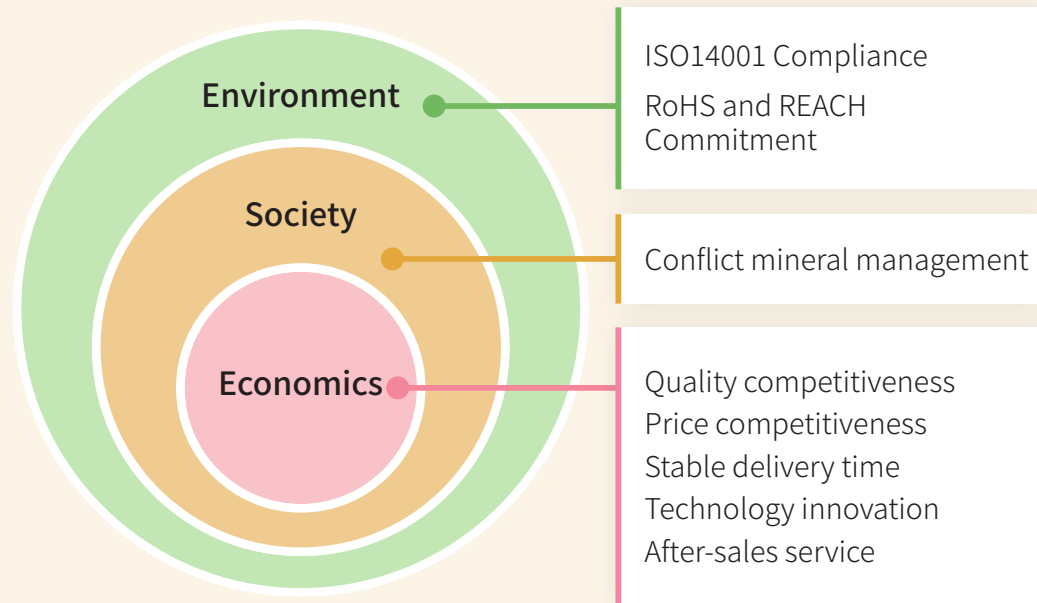 Environment
ISO14001 Compliance
RoHS and REACH
Commitment
Society
Conflict mineral management
Economics
Quality competitiveness
Price competitiveness
Stable delivery time
Technology innovation
After-sales service